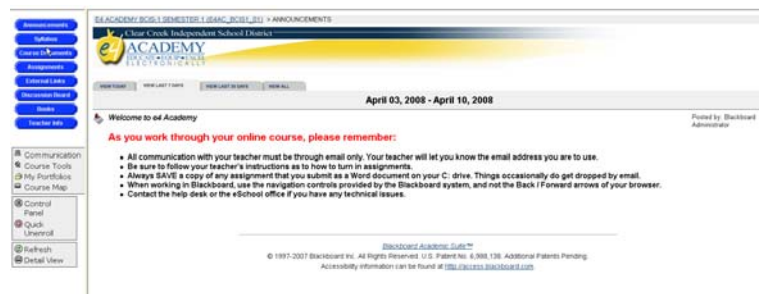 E4 ACADEMY BCIS-1 SEMESTER 1 (E4AC_BCIS1_S1) > ANNOUNCEMENTS
Announcements
Syllabus
Course Documents
Assignments
External Links
Discussion Board
Books
Teacher Info
Communication
Course Tools
My Portfolios
Course Map
Control
Panel
Quick
Unenroll
Refresh
Detail View
Clear Creek Independent School District
e4 ACADEMY
EDUCATE•EQUIP•EXCEL
ELECTRONICALLY
VIEW TODAY VIEW LAST 7 DAYS VIEW LAST 30 DAYS VIEW ALL
April 03, 2008 - April 10, 2008
Welcome to e4 Academy
Posted by: Blackboard
Administrator
As you work through your online course, please remember:
• All communication with your teacher must be through email only. Your teacher will let you know the email address you are to use.
• Be sure to follow your teacher's instructions as to how to turn in assignments.
• Always SAVE a copy of any assignment that you submit as a Word document on your C: drive. Things occasionally do get dropped by email.
• When working in Blackboard, use the navigation controls provided by the Blackboard system, and not the Back / Forward arrows of your browser.
• Contact the help desk or the eSchool office if you have any technical issues.
Blackboard Academic Suite™
© 1997-2007 Blackboard Inc. All Rights Reserved. U.S. Patent No. 6,988,138. Additional Patents Pending.
Accessibility information can be found at http://access.blackboard.com.